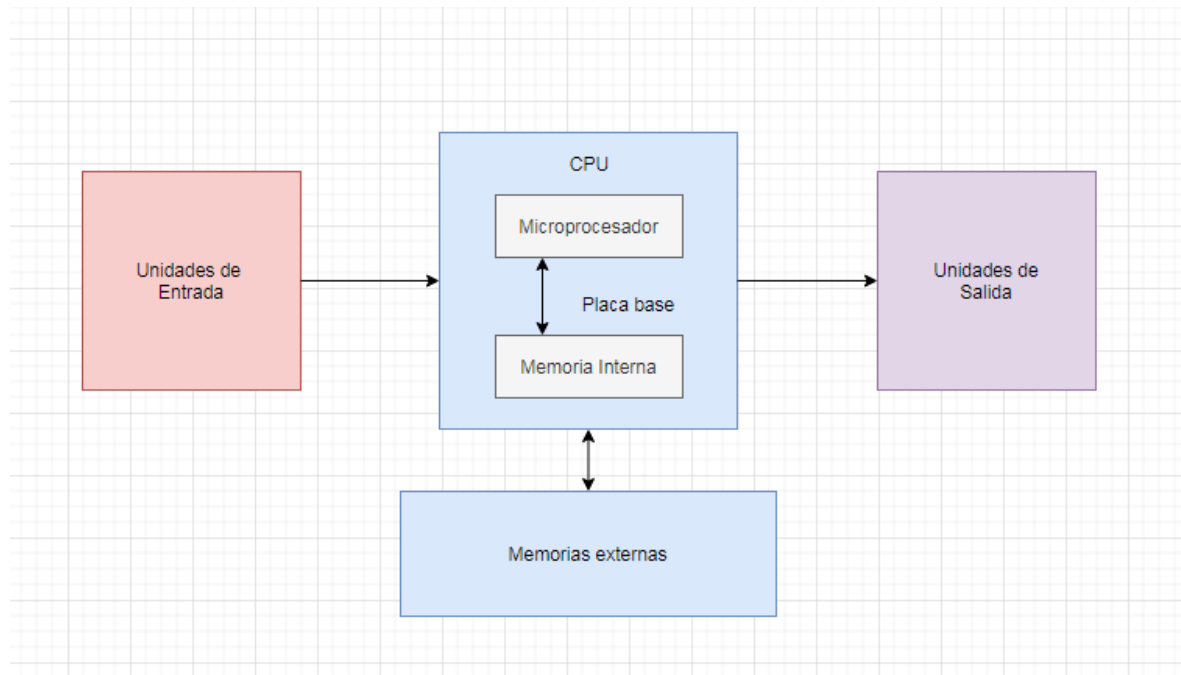 CPU
Microprocesador
Unidades de
Entrada
Placa base
Unidades de
Salida
Memoria Interna
Memorias externas